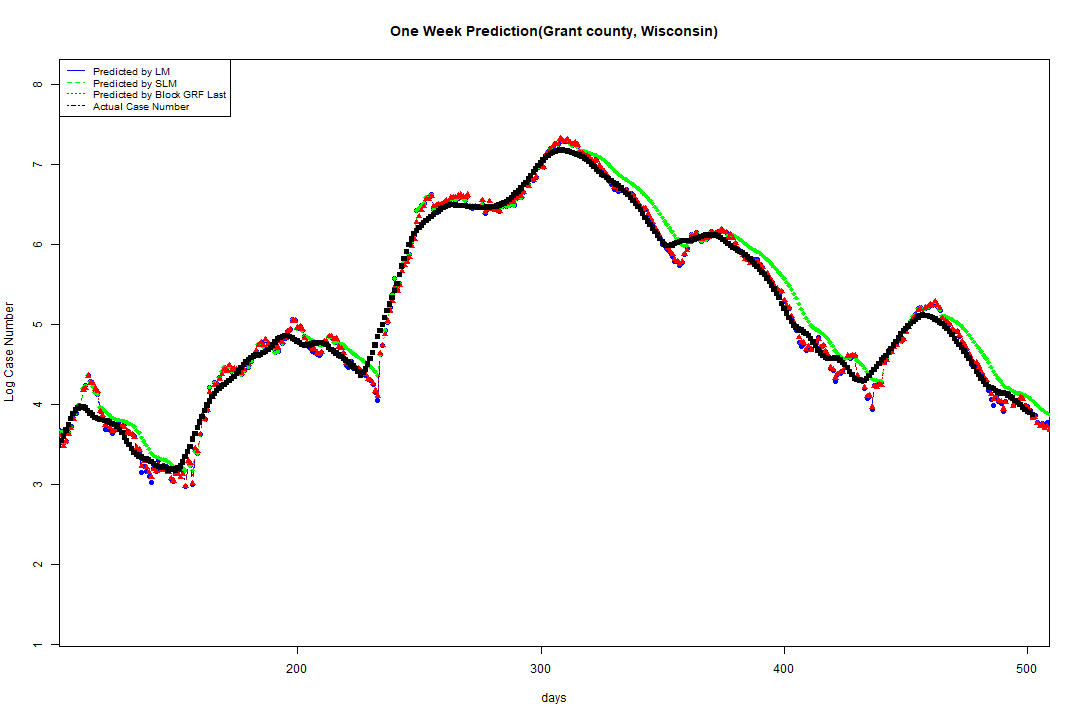 One Week Prediction(Grant county, Wisconsin)
Predicted by LM
Predicted by SLM
Predicted by Block GRF Last
Actual Case Number
8
7
6
5
4
3
2
1
Log Case Number
200 300 400 500
days